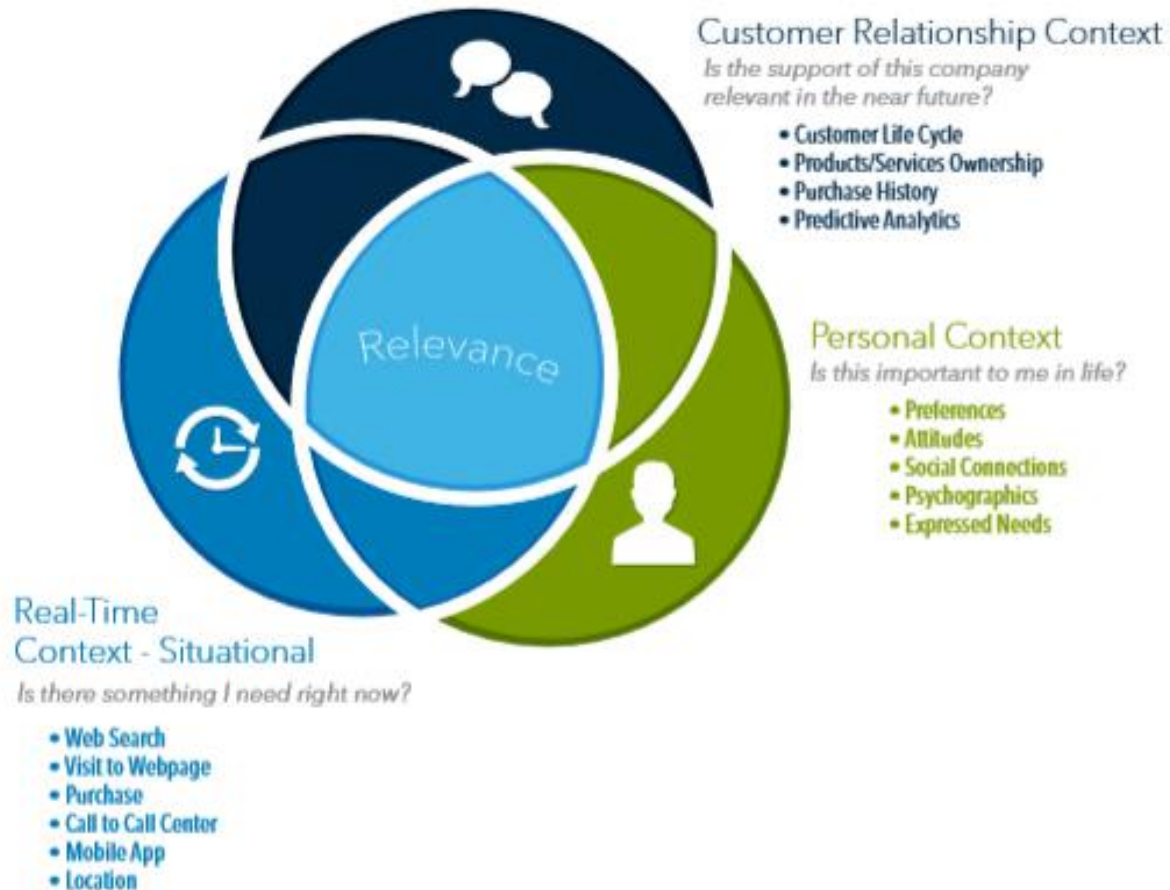 Customer Relationship Context
Is the support of this company
relevant in the near future?
• Customer Life Cycle
• Products/Services Ownership
• Purchase History
• Predictive Analytics
Relevance
Personal Context
Is this important to me in life?
• Preferences
• Attitudes
• Social Connections
• Psychographics
• Expressed Needs
Real-Time
Context - Situational
Is there something I need right now?
• Web Search
• Visit to Webpage
• Purchase
• Call to Call Center
• Mobile App
• Location